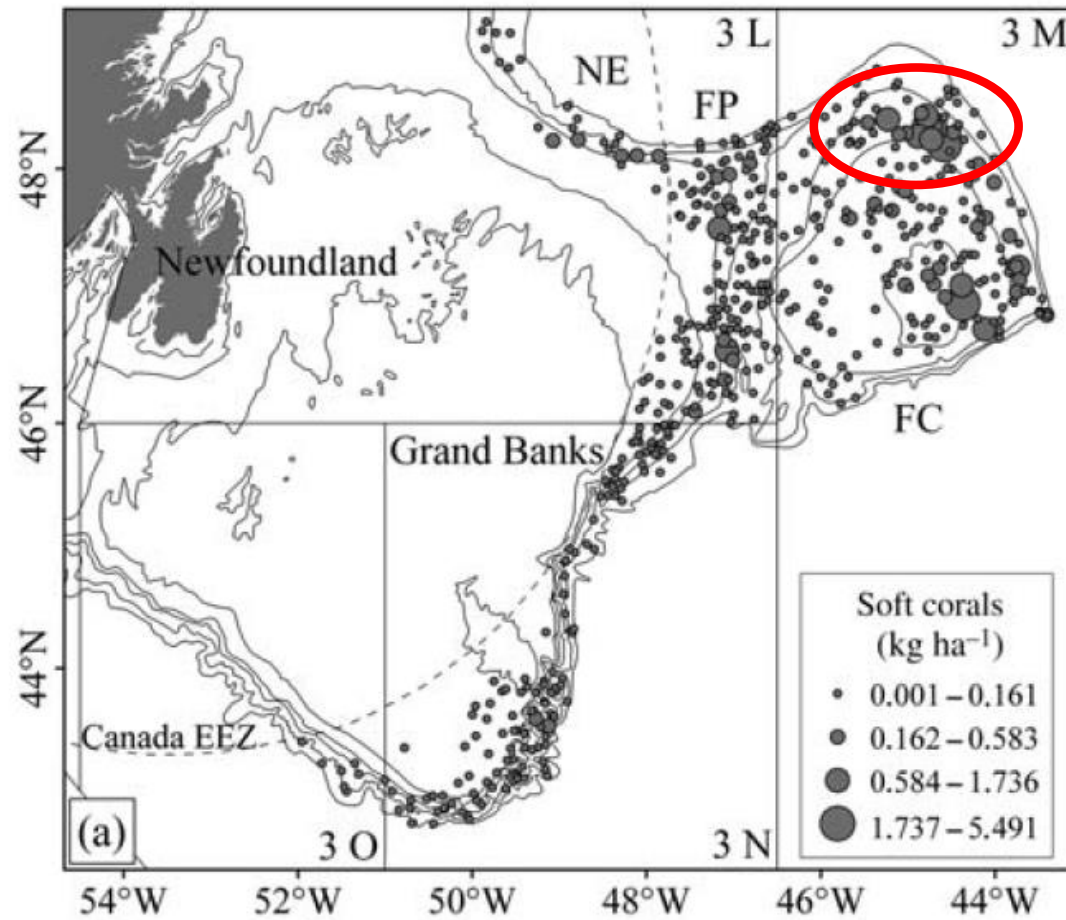 3 L
3 M
NE
FP
48°N
Newfoundland
46°N
FC
Grand Banks
44°N
Canada EEZ
Soft corals
(kg ha⁻¹)
0.001 – 0.161
0.162 – 0.583
0.584 – 1.736
1.737 – 5.491
(a)
3 O
3 N
54°W
52°W
50°W
48°W
46°W
44°W